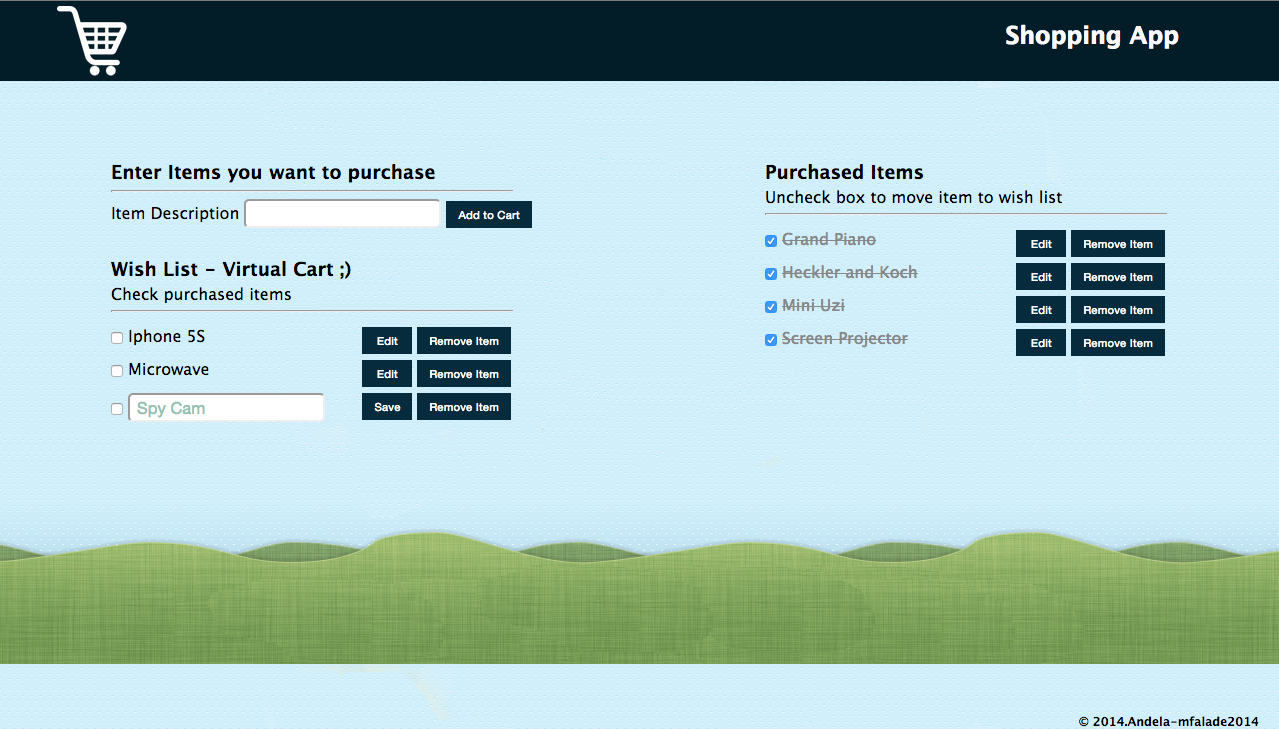 Shopping App
Enter Items you want to purchase
Item Description Add to Cart
Wish List - Virtual Cart ;)
Check purchased items
Iphone 5S Edit Remove Item
Microwave Edit Remove Item
Spy Cam Save Remove Item
Purchased Items
Uncheck box to move item to wish list
Grand Piano Edit Remove Item
Heckler and Koch Edit Remove Item
Mini Uzi Edit Remove Item
Screen Projector Edit Remove Item
© 2014.Andela-mfalade2014